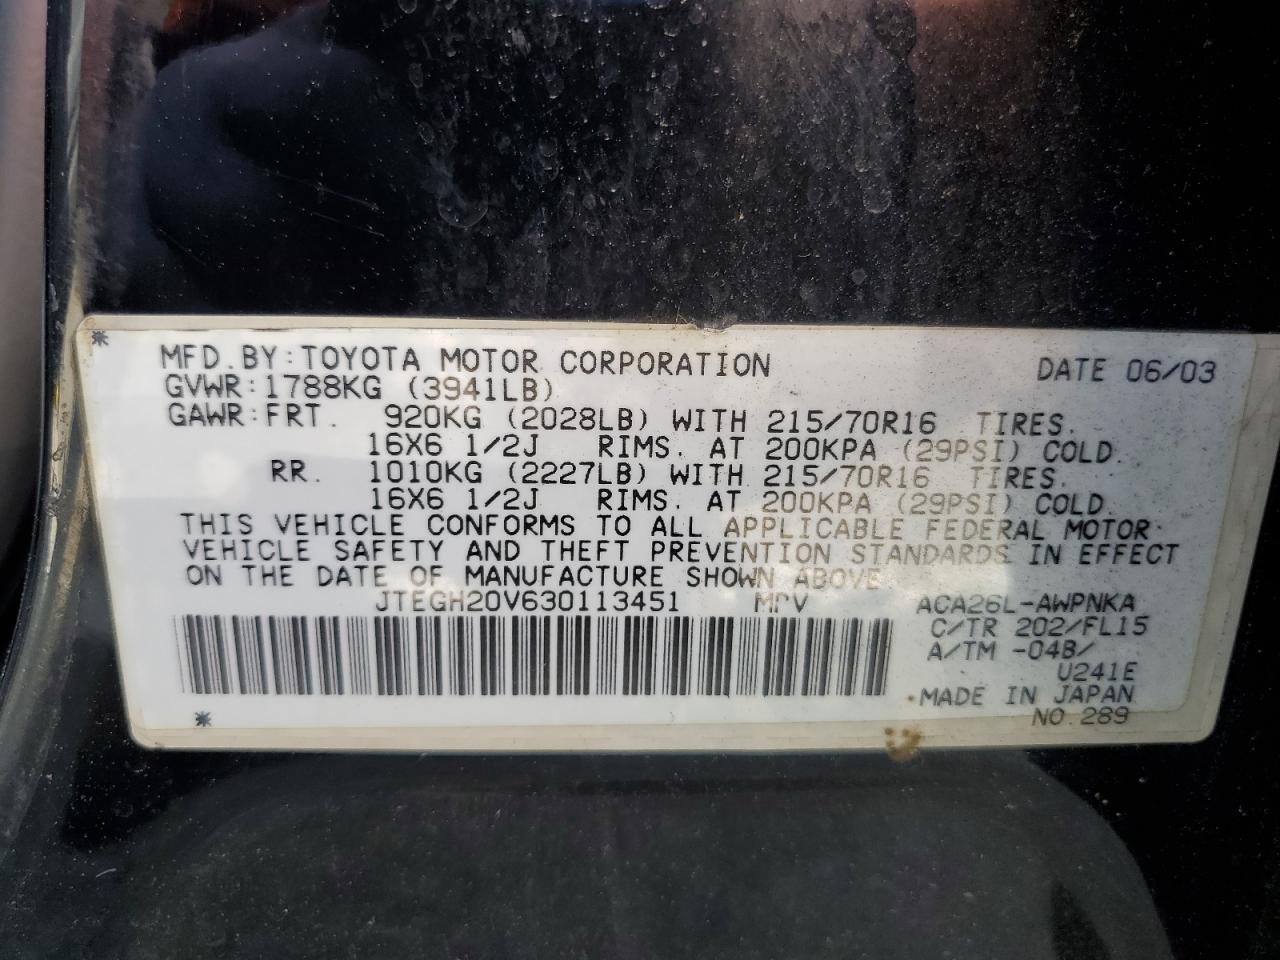 *
MFD.BY:TOYOTA MOTOR CORPORATION DATE 06/03
GVWR:1788KG (3941LB)
GAWR:FRT. 920KG (2028LB) WITH 215/70R16 TIRES.
16X6 1/2J RIMS. AT 200KPA (29PSI) COLD.
RR. 1010KG (2227LB) WITH 215/70R16 TIRES.
16X6 1/2J RIMS. AT 200KPA (29PSI) COLD.
THIS VEHICLE CONFORMS TO ALL APPLICABLE FEDERAL MOTOR
VEHICLE SAFETY AND THEFT PREVENTION STANDARDS IN EFFECT
ON THE DATE OF MANUFACTURE SHOWN ABOVE
JTEGH20V630113451 MPV ACA26L-AWPNKA
C/TR 202/FL15
A/TM -04B/
U241E
MADE IN JAPAN
* NO.289